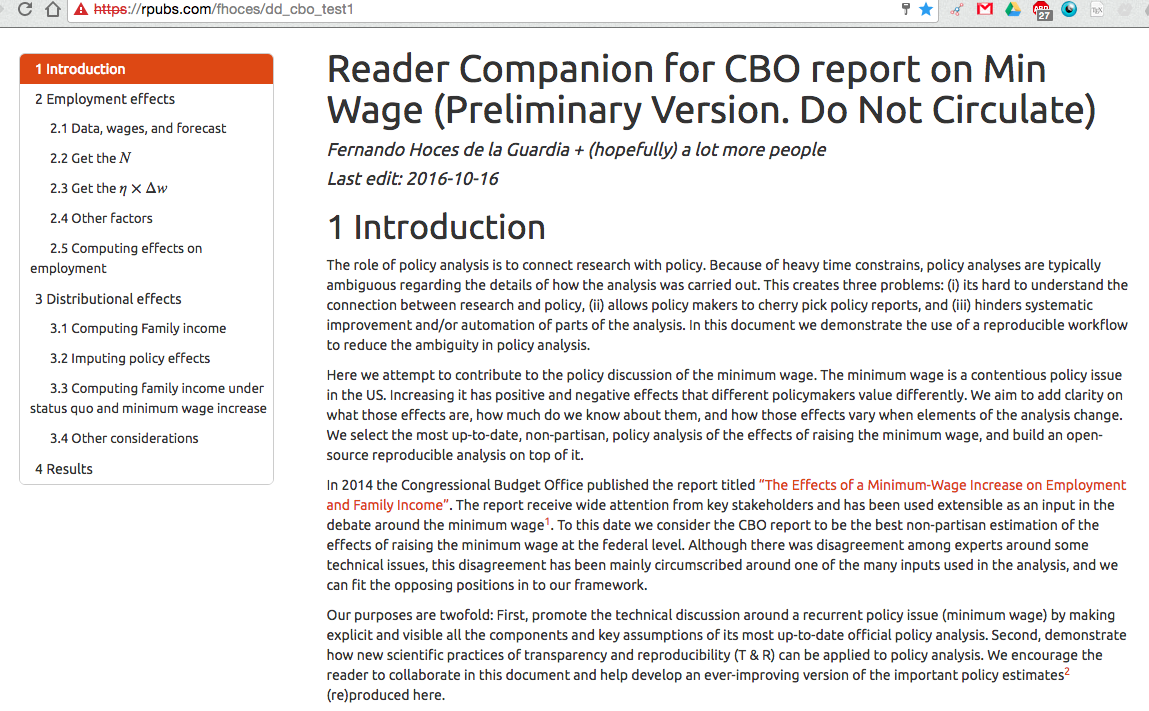 https://rpubs.com/fhoces/dd_cbo_test1
27
1 Introduction
2 Employment effects
2.1 Data, wages, and forecast
2.2 Get the N
2.3 Get the η × Δw
2.4 Other factors
2.5 Computing effects on
employment
3 Distributional effects
3.1 Computing Family income
3.2 Imputing policy effects
3.3 Computing family income under
status quo and minimum wage increase
3.4 Other considerations
4 Results
Reader Companion for CBO report on Min
Wage (Preliminary Version. Do Not Circulate)
Fernando Hoces de la Guardia + (hopefully) a lot more people
Last edit: 2016-10-16
1 Introduction
The role of policy analysis is to connect research with policy. Because of heavy time constrains, policy analyses are typically
ambiguous regarding the details of how the analysis was carried out. This creates three problems: (i) its hard to understand the
connection between research and policy, (ii) allows policy makers to cherry pick policy reports, and (iii) hinders systematic
improvement and/or automation of parts of the analysis. In this document we demonstrate the use of a reproducible workflow
to reduce the ambiguity in policy analysis.
Here we attempt to contribute to the policy discussion of the minimum wage. The minimum wage is a contentious policy issue
in the US. Increasing it has positive and negative effects that different policymakers value differently. We aim to add clarity on
what those effects are, how much do we know about them, and how those effects vary when elements of the analysis change.
We select the most up-to-date, non-partisan, policy analysis of the effects of raising the minimum wage, and build an open-
source reproducible analysis on top of it.
In 2014 the Congressional Budget Office published the report titled “The Effects of a Minimum-Wage Increase on Employment
and Family Income”. The report receive wide attention from key stakeholders and has been used extensible as an input in the
debate around the minimum wage1. To this date we consider the CBO report to be the best non-partisan estimation of the
effects of raising the minimum wage at the federal level. Although there was disagreement among experts around some
technical issues, this disagreement has been mainly circumscribed around one of the many inputs used in the analysis, and we
can fit the opposing positions in to our framework.
Our purposes are twofold: First, promote the technical discussion around a recurrent policy issue (minimum wage) by making
explicit and visible all the components and key assumptions of its most up-to-date official policy analysis. Second, demonstrate
how new scientific practices of transparency and reproducibility (T & R) can be applied to policy analysis. We encourage the
reader to collaborate in this document and help develop an ever-improving version of the important policy estimates2
(re)produced here.